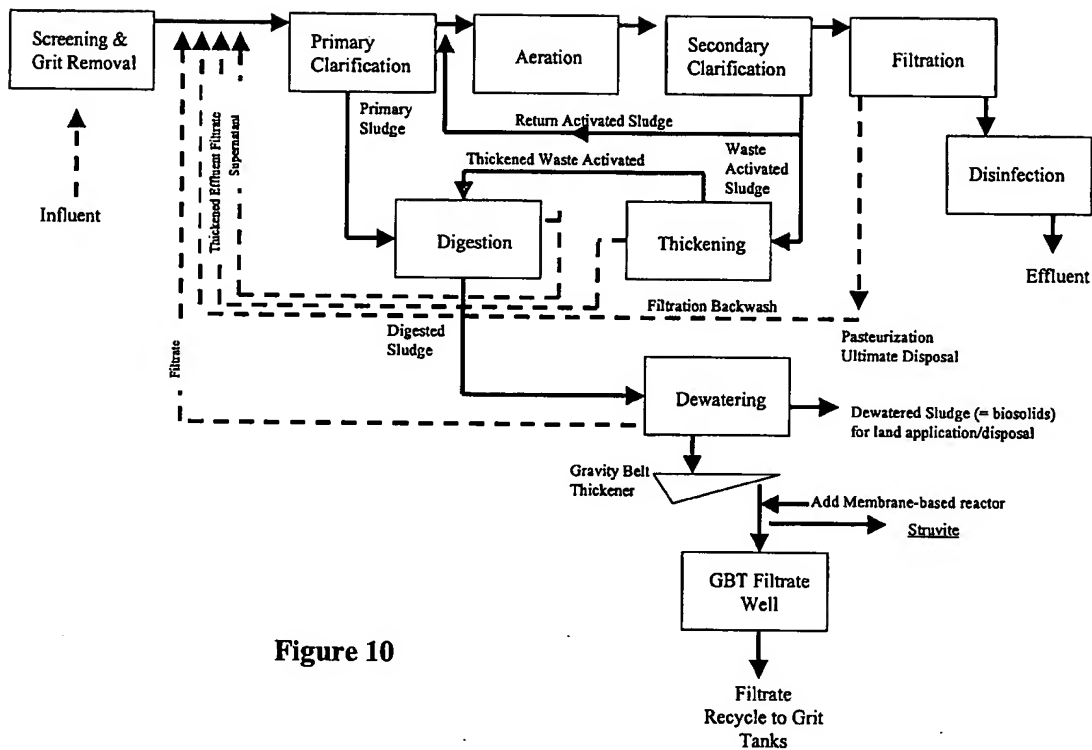 Screening &
Grit Removal
Primary
Clarification
Aeration
Secondary
Clarification
Filtration
Influent
Filtrate
Thickened Effluent Filtrate
Supernatant
Primary
Sludge
Return Activated Sludge
Thickened Waste Activated
Waste
Activated
Sludge
Disinfection
Effluent
Digestion
Thickening
Filtration Backwash
Digested
Sludge
Pasteurization
Ultimate Disposal
Dewatering
Dewatered Sludge (= biosolids)
for land application/disposal
Gravity Belt
Thickener
Add Membrane-based reactor
Struvite
GBT Filtrate
Well
Figure 10
Filtrate
Recycle to Grit
Tanks